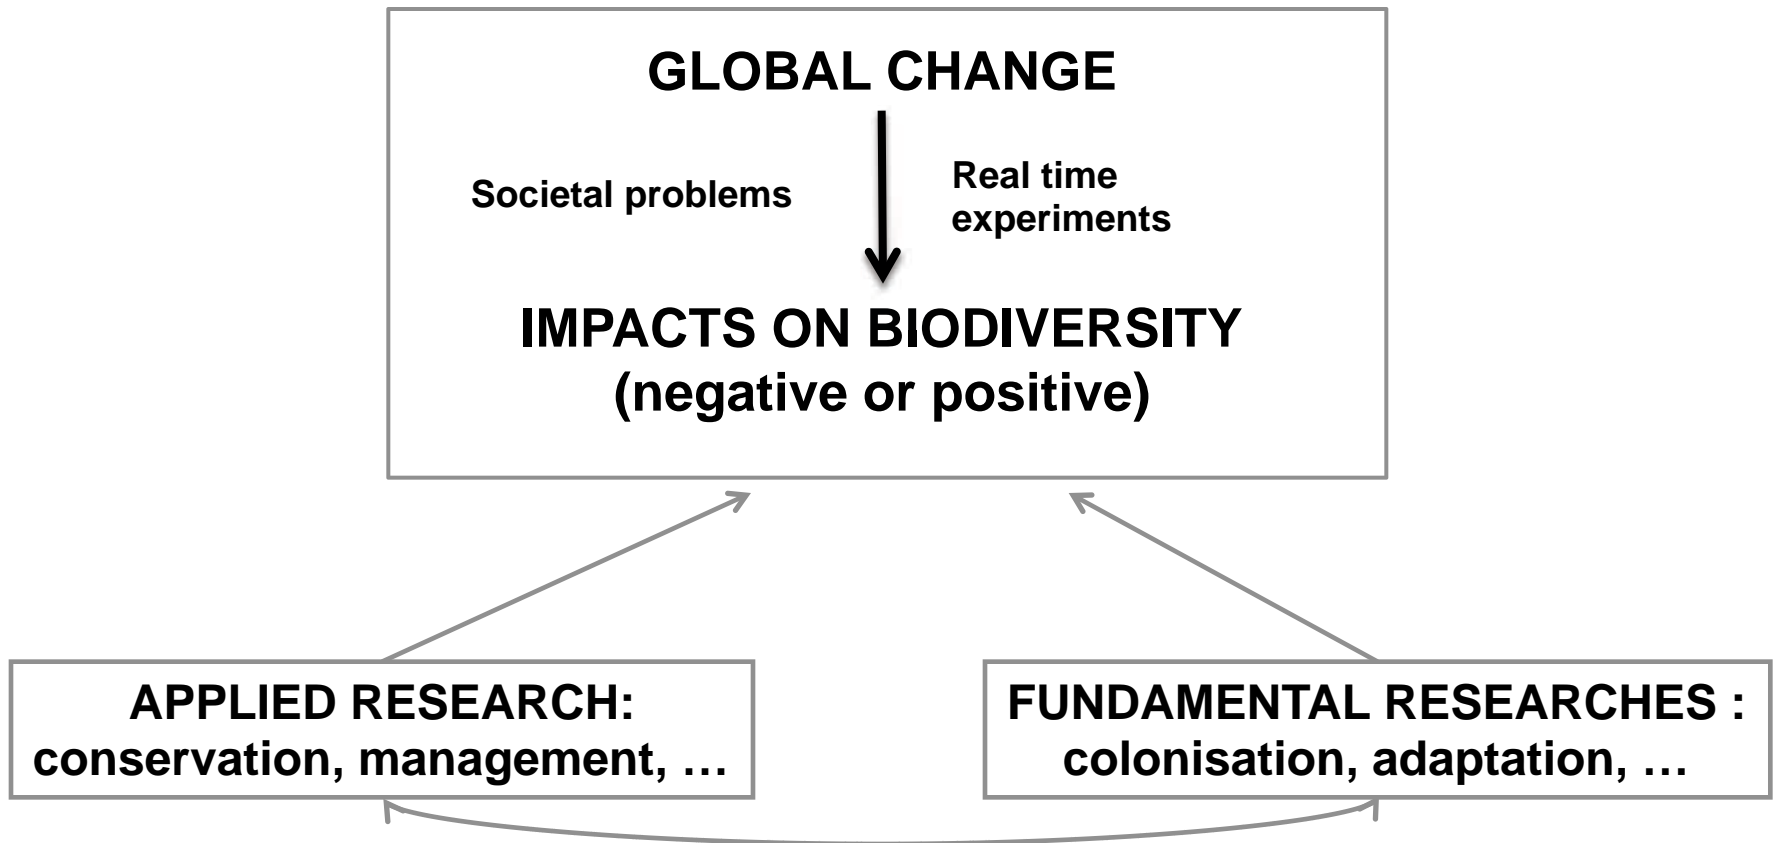 GLOBAL CHANGE
Societal problems
Real time
experiments
IMPACTS ON BIODIVERSITY
(negative or positive)
APPLIED RESEARCH:
conservation, management, …
FUNDAMENTAL RESEARCHES :
colonisation, adaptation, …